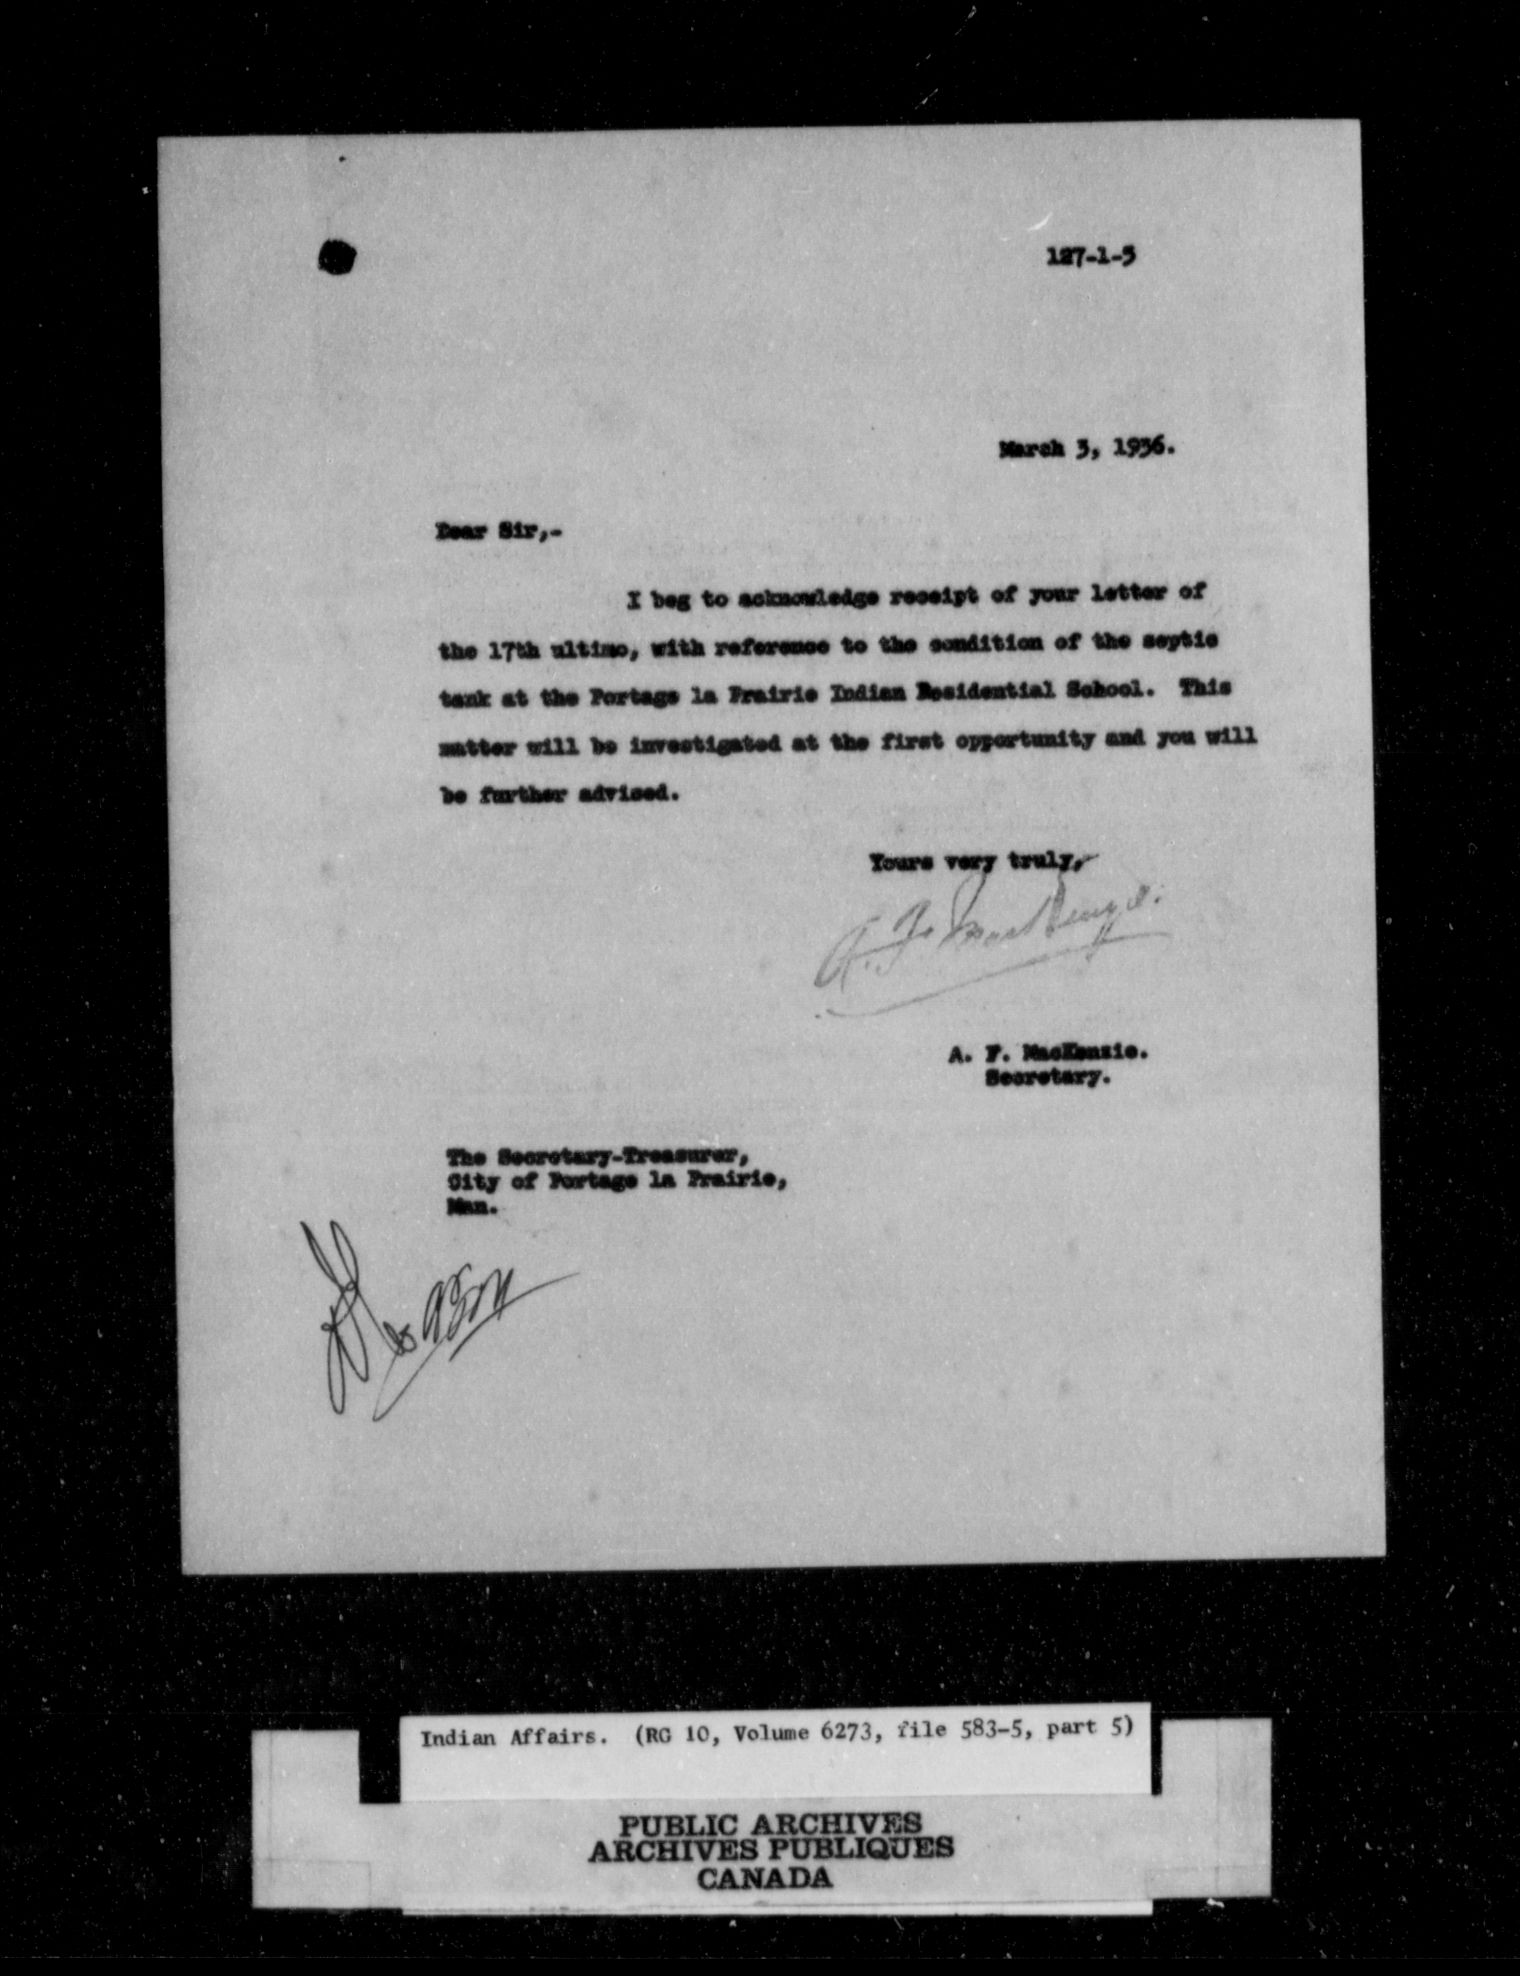 127-1-5
March 3, 1936.
Dear Sir,-
I beg to acknowledge receipt of your letter of
the 17th ultimo, with reference to the condition of the septic
tank at the Portage la Prairie Indian Residential School. This
matter will be investigated at the first opportunity and you will
be further advised.
Yours very truly,
A. F. MacKenzie.
A. F. MacKenzie.
Secretary.
The Secretary-Treasurer,
City of Portage la Prairie,
Man.
Indian Affairs. (RG 10, Volume 6273, file 583-5, part 5)
PUBLIC ARCHIVES
ARCHIVES PUBLIQUES
CANADA